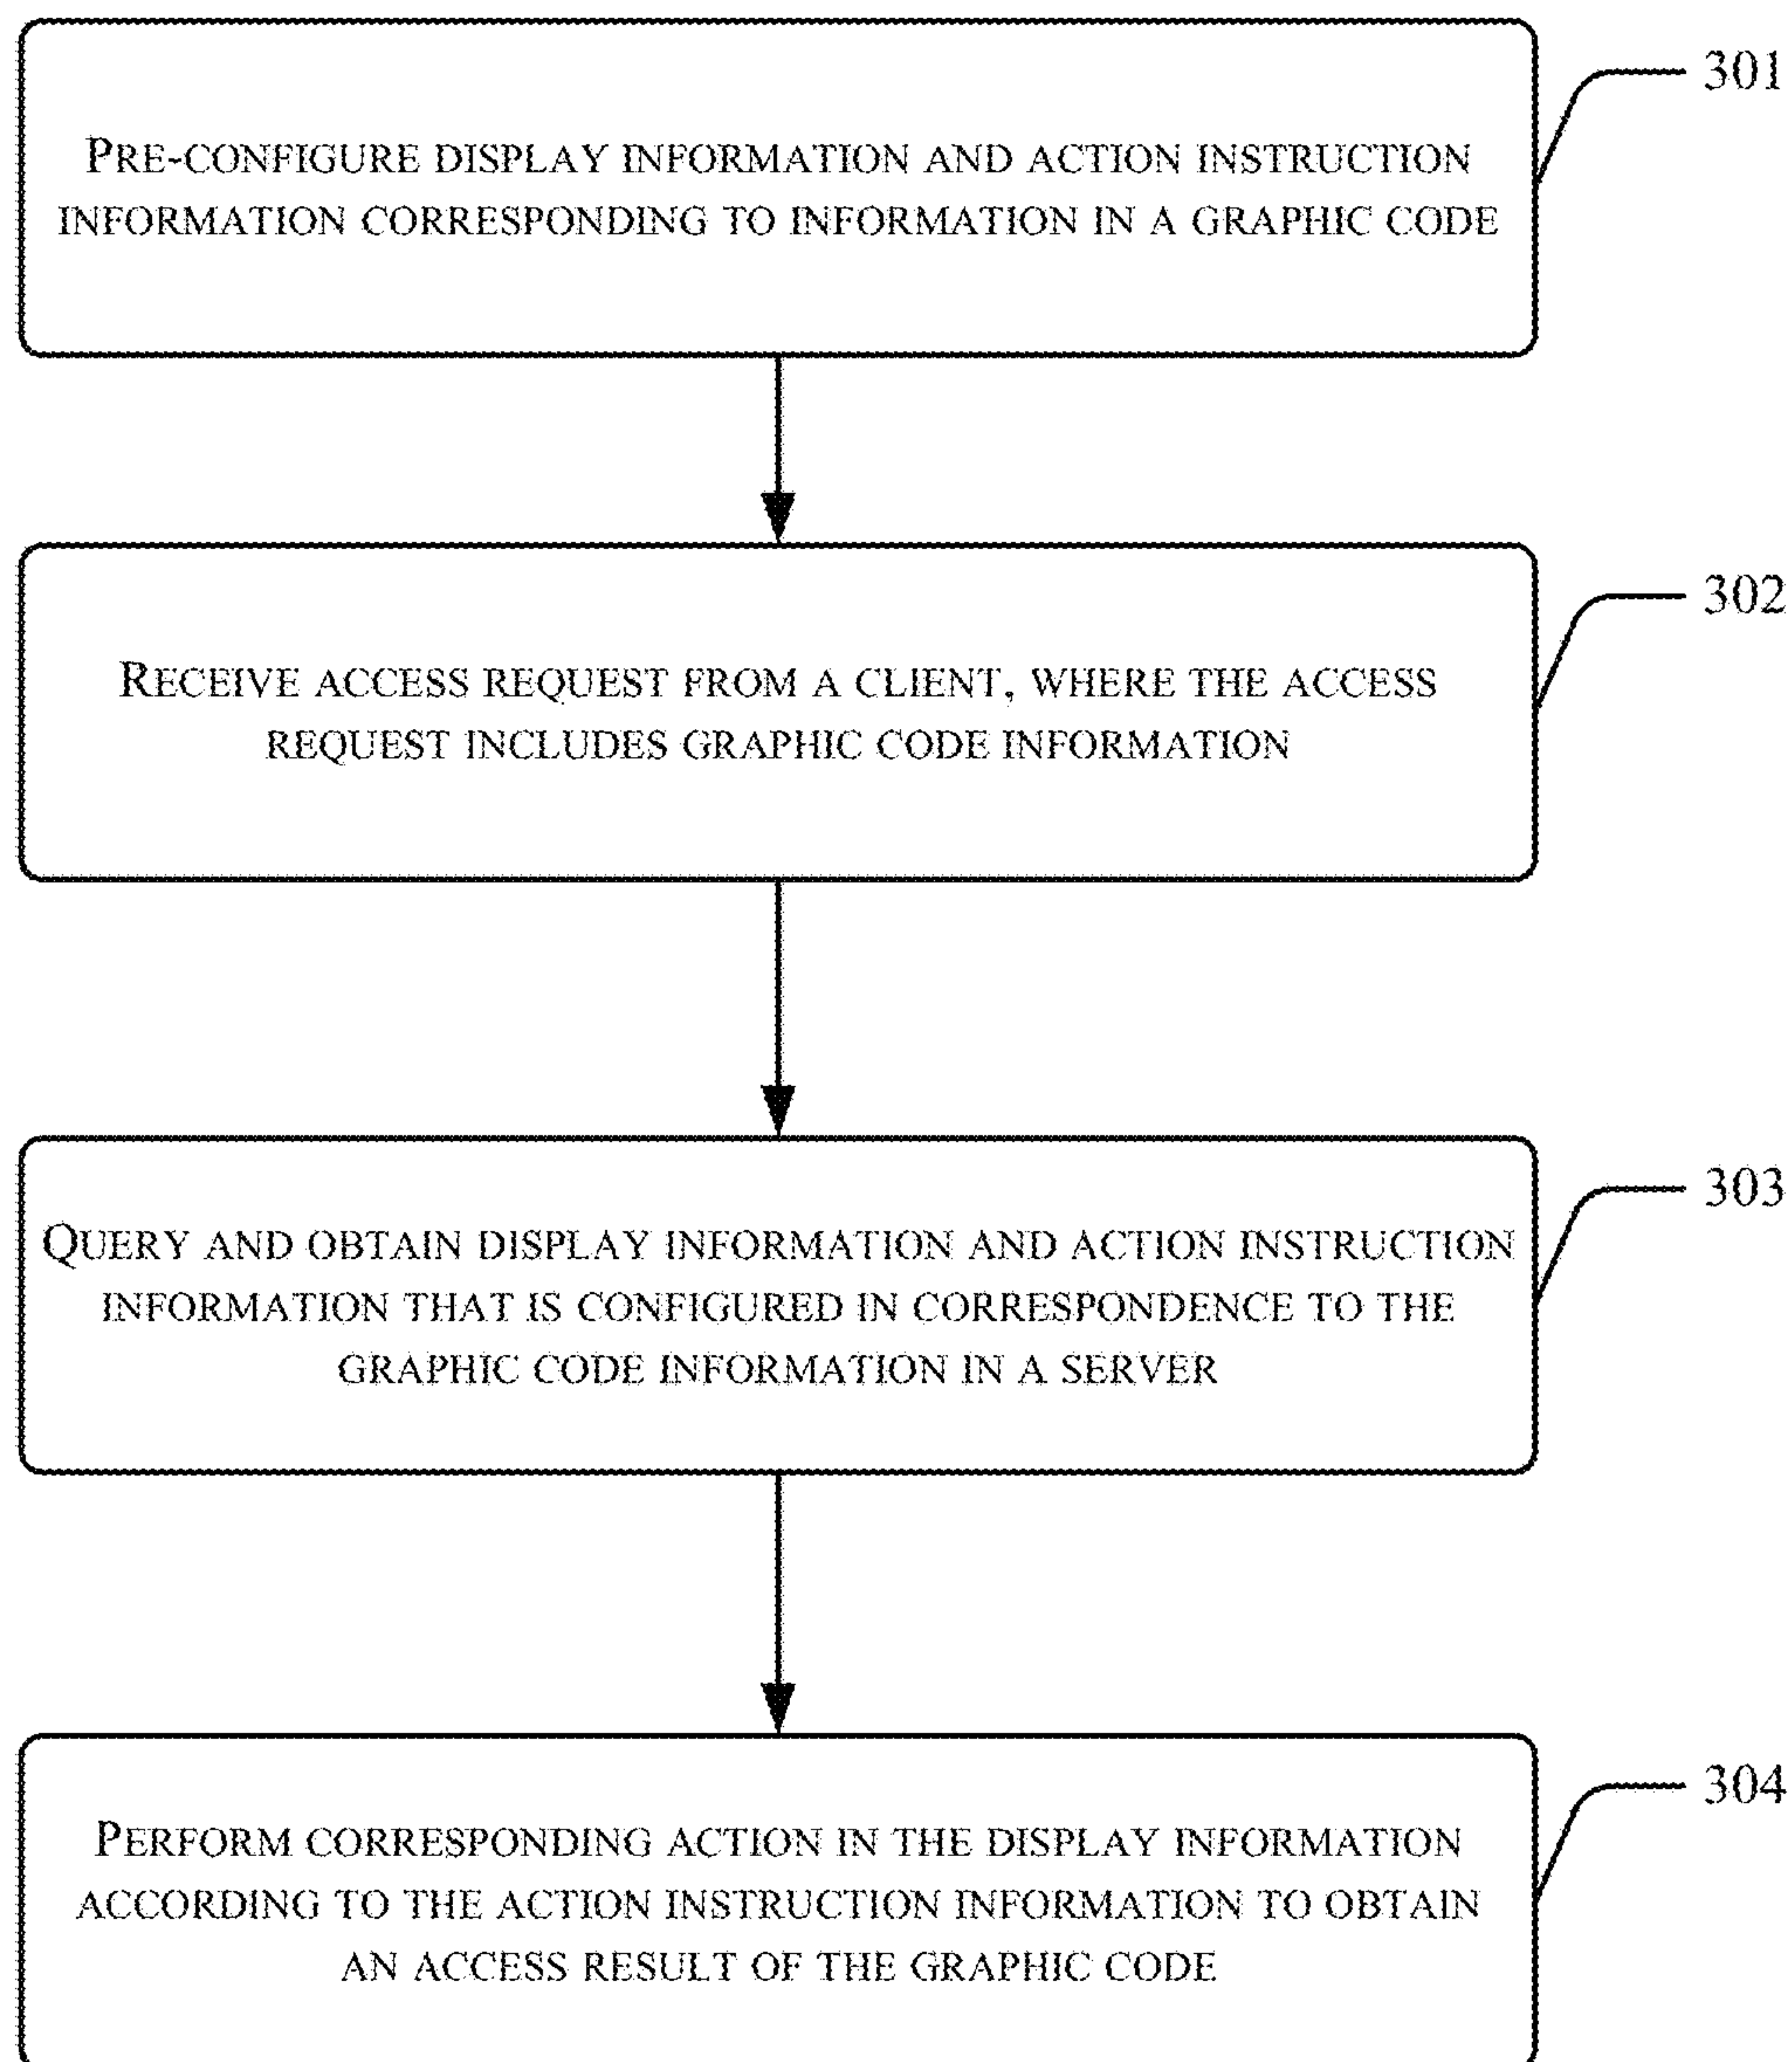 PRE-CONFIGURE DISPLAY INFORMATION AND ACTION INSTRUCTION
INFORMATION CORRESPONDING TO INFORMATION IN A GRAPHIC CODE
301
RECEIVE ACCESS REQUEST FROM A CLIENT, WHERE THE ACCESS
REQUEST INCLUDES GRAPHIC CODE INFORMATION
302
QUERY AND OBTAIN DISPLAY INFORMATION AND ACTION INSTRUCTION
INFORMATION THAT IS CONFIGURED IN CORRESPONDENCE TO THE
GRAPHIC CODE INFORMATION IN A SERVER
303
PERFORM CORRESPONDING ACTION IN THE DISPLAY INFORMATION
ACCORDING TO THE ACTION INSTRUCTION INFORMATION TO OBTAIN
AN ACCESS RESULT OF THE GRAPHIC CODE
304